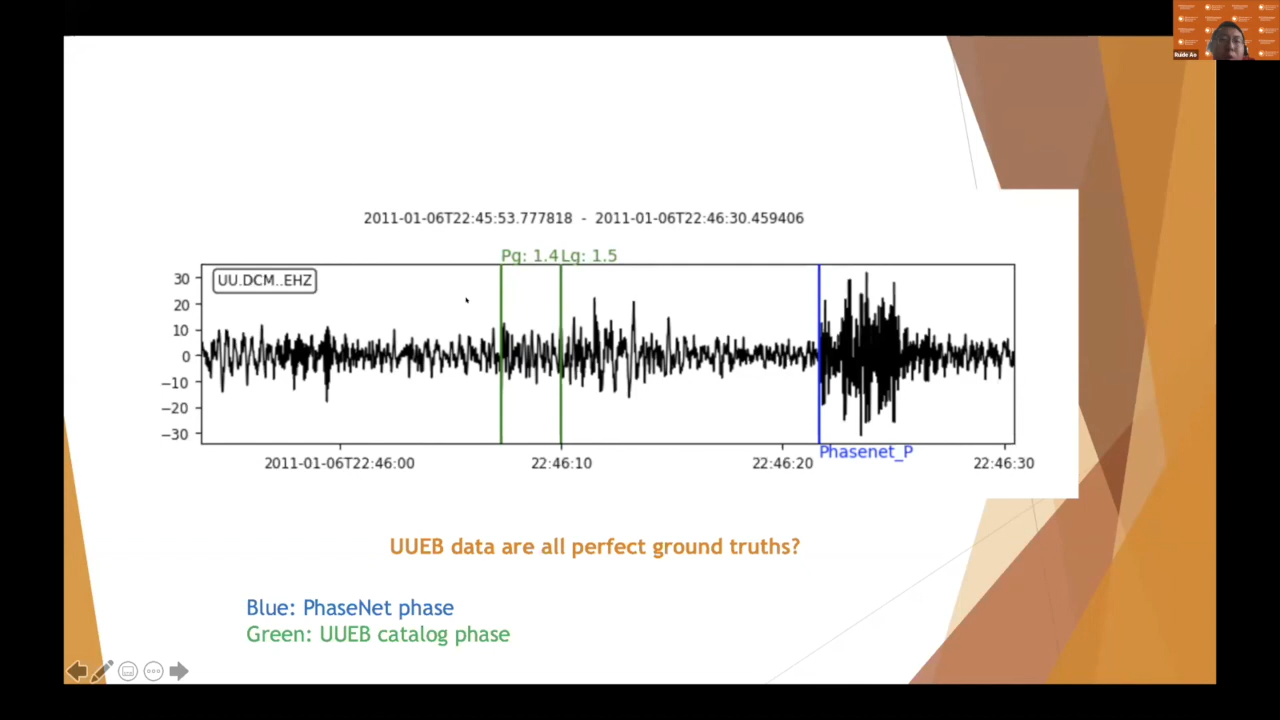 Ruide Ao
2011-01-06T22:45:53.777818 - 2011-01-06T22:46:30.459406
Pg: 1.4 Lg: 1.5
UU.DCM..EHZ
30
20
10
0
−10
−20
−30
Phasenet_P
2011-01-06T22:46:00 22:46:10 22:46:20 22:46:30
UUEB data are all perfect ground truths?
Blue: PhaseNet phase
Green: UUEB catalog phase